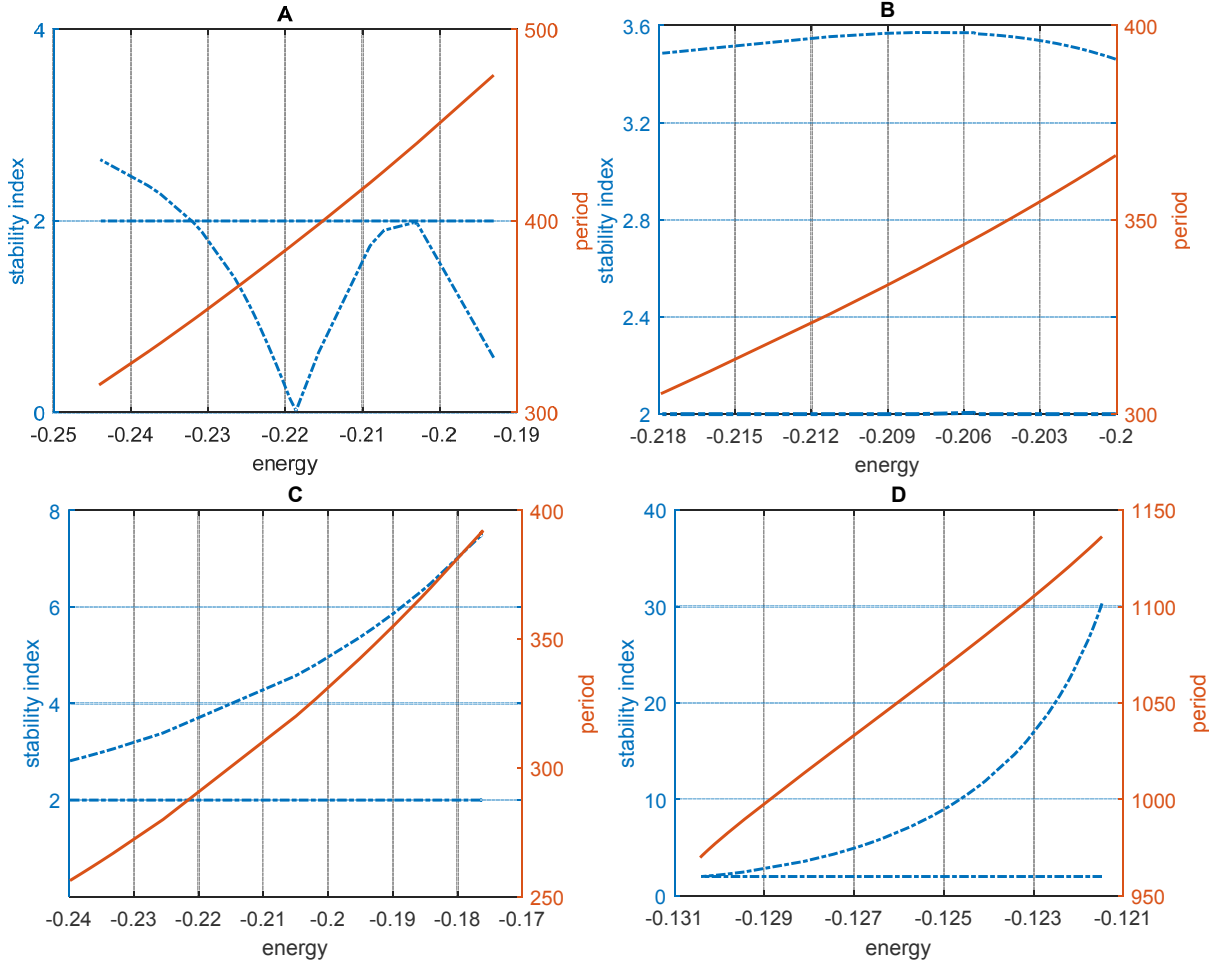 A
4
2
0
stability index
500
400
300
period
-0.25 -0.24 -0.23 -0.22 -0.21 -0.2 -0.19
energy
B
3.6
3.2
2.8
2.4
2
stability index
400
350
300
period
-0.218 -0.215 -0.212 -0.209 -0.206 -0.203 -0.2
energy
C
8
6
4
2
stability index
400
350
300
250
period
-0.24 -0.23 -0.22 -0.21 -0.2 -0.19 -0.18 -0.17
energy
D
40
30
20
10
0
stability index
1150
1100
1050
1000
950
period
-0.131 -0.129 -0.127 -0.125 -0.123 -0.121
energy